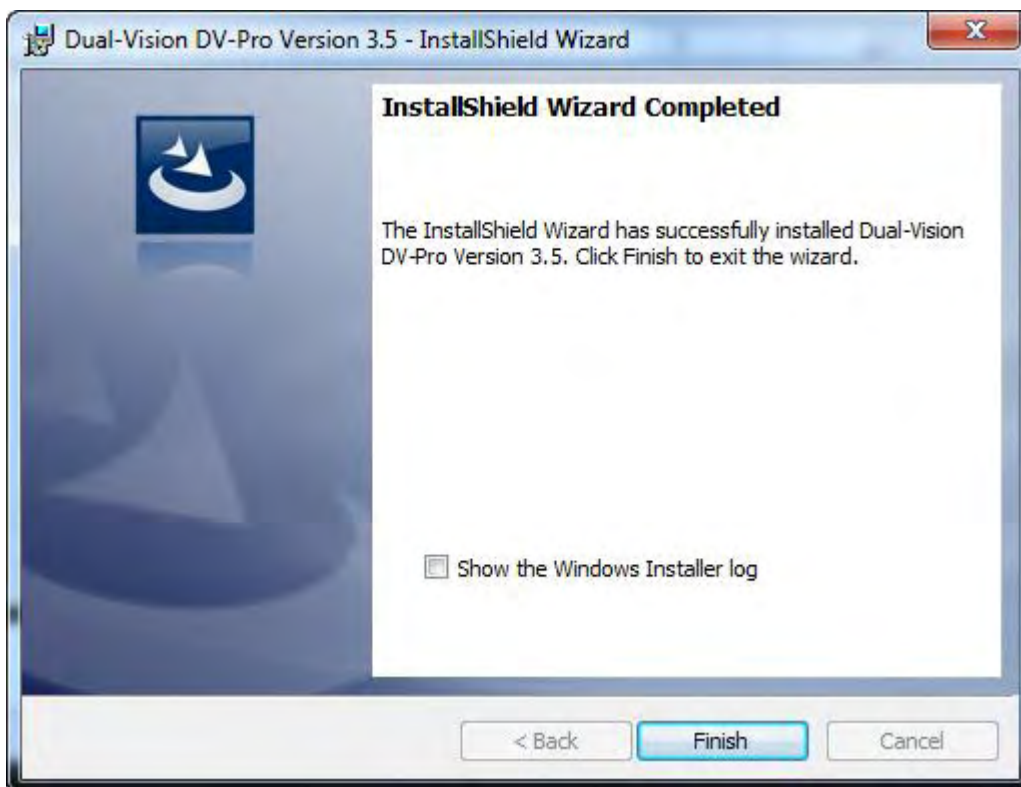 Dual-Vision DV-Pro Version 3.5 - InstallShield Wizard
InstallShield Wizard Completed
The InstallShield Wizard has successfully installed Dual-Vision
DV-Pro Version 3.5. Click Finish to exit the wizard.
Show the Windows Installer log
< Back
Finish
Cancel